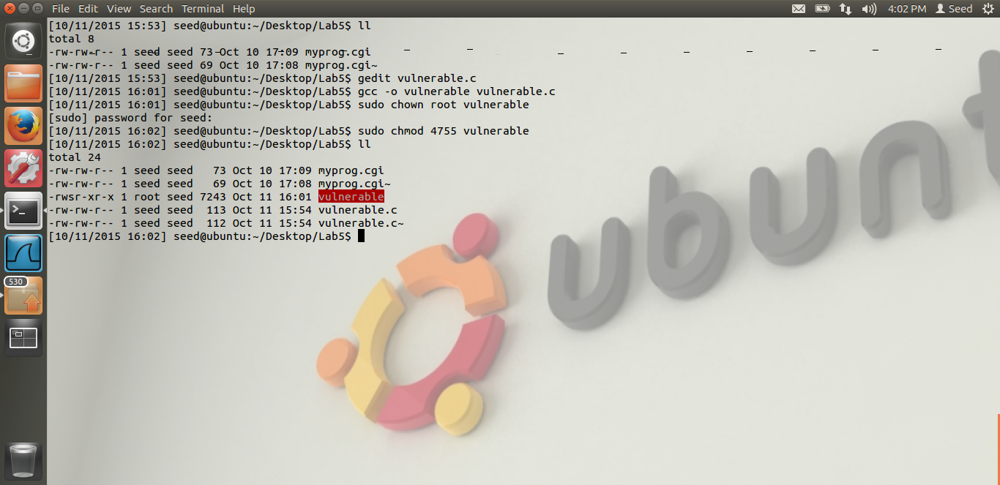 File Edit View Search Terminal Help 4:02 PM Seed
[10/11/2015 15:53] seed@ubuntu:~/Desktop/Lab5$ ll
total 8
-rw-rw-r-- 1 seed seed 73 Oct 10 17:09 myprog.cgi
-rw-rw-r-- 1 seed seed 69 Oct 10 17:08 myprog.cgi~
[10/11/2015 15:53] seed@ubuntu:~/Desktop/Lab5$ gedit vulnerable.c
[10/11/2015 16:01] seed@ubuntu:~/Desktop/Lab5$ gcc -o vulnerable vulnerable.c
[10/11/2015 16:01] seed@ubuntu:~/Desktop/Lab5$ sudo chown root vulnerable
[sudo] password for seed:
[10/11/2015 16:02] seed@ubuntu:~/Desktop/Lab5$ sudo chmod 4755 vulnerable
[10/11/2015 16:02] seed@ubuntu:~/Desktop/Lab5$ ll
total 24
-rw-rw-r-- 1 seed seed   73 Oct 10 17:09 myprog.cgi
-rw-rw-r-- 1 seed seed   69 Oct 10 17:08 myprog.cgi~
-rwsr-xr-x 1 root seed 7243 Oct 11 16:01 vulnerable
-rw-rw-r-- 1 seed seed  113 Oct 11 15:54 vulnerable.c
-rw-rw-r-- 1 seed seed  112 Oct 11 15:54 vulnerable.c~
[10/11/2015 16:02] seed@ubuntu:~/Desktop/Lab5$
530
ubunt